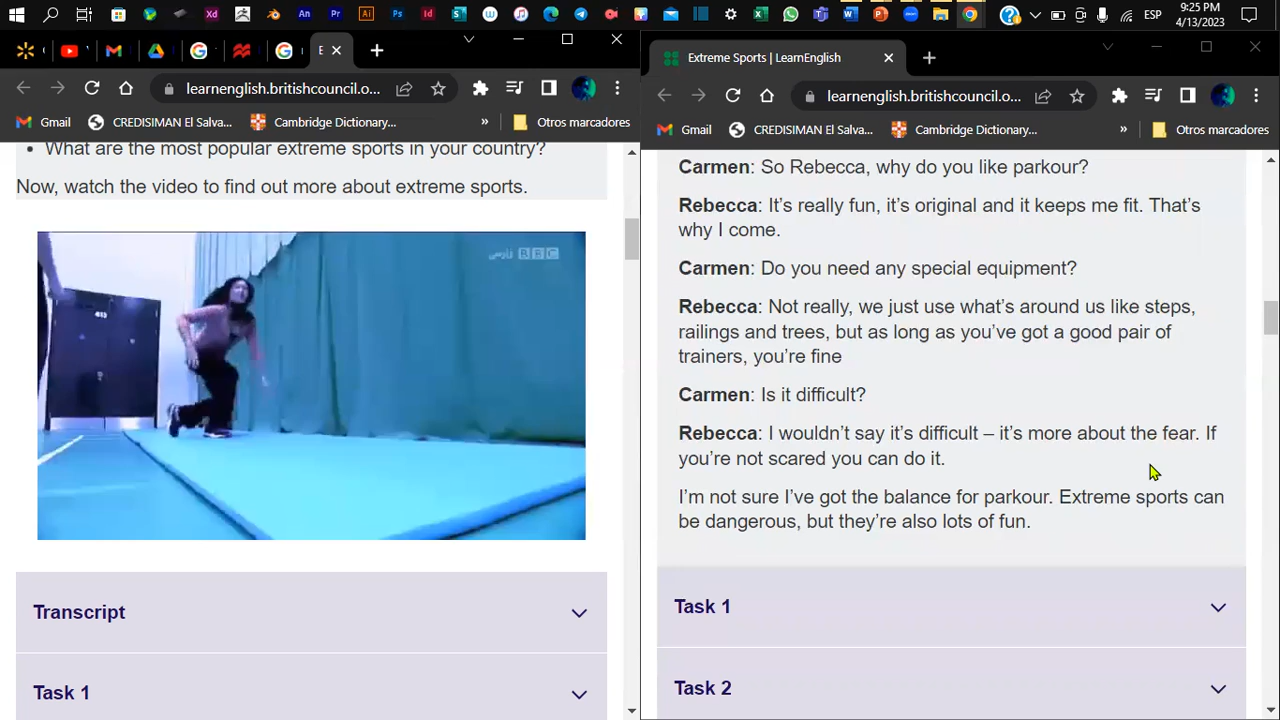 ESP
9:25 PM
4/13/2023
learnenglish.britishcouncil.o...
Gmail
CREDISIMAN El Salva...
Cambridge Dictionary...
»
Otros marcadores
• What are the most popular extreme sports in your country?
Now, watch the video to find out more about extreme sports.
BBC فارسی
Transcript
Task 1
Extreme Sports | LearnEnglish
learnenglish.britishcouncil.o...
Gmail
CREDISIMAN El Salva...
Cambridge Dictionary...
»
Otros marcadores
Carmen: So Rebecca, why do you like parkour?
Rebecca: It’s really fun, it’s original and it keeps me fit. That’s
why I come.
Carmen: Do you need any special equipment?
Rebecca: Not really, we just use what’s around us like steps,
railings and trees, but as long as you’ve got a good pair of
trainers, you’re fine
Carmen: Is it difficult?
Rebecca: I wouldn’t say it’s difficult – it’s more about the fear. If
you’re not scared you can do it.
I’m not sure I’ve got the balance for parkour. Extreme sports can
be dangerous, but they’re also lots of fun.
Task 1
Task 2